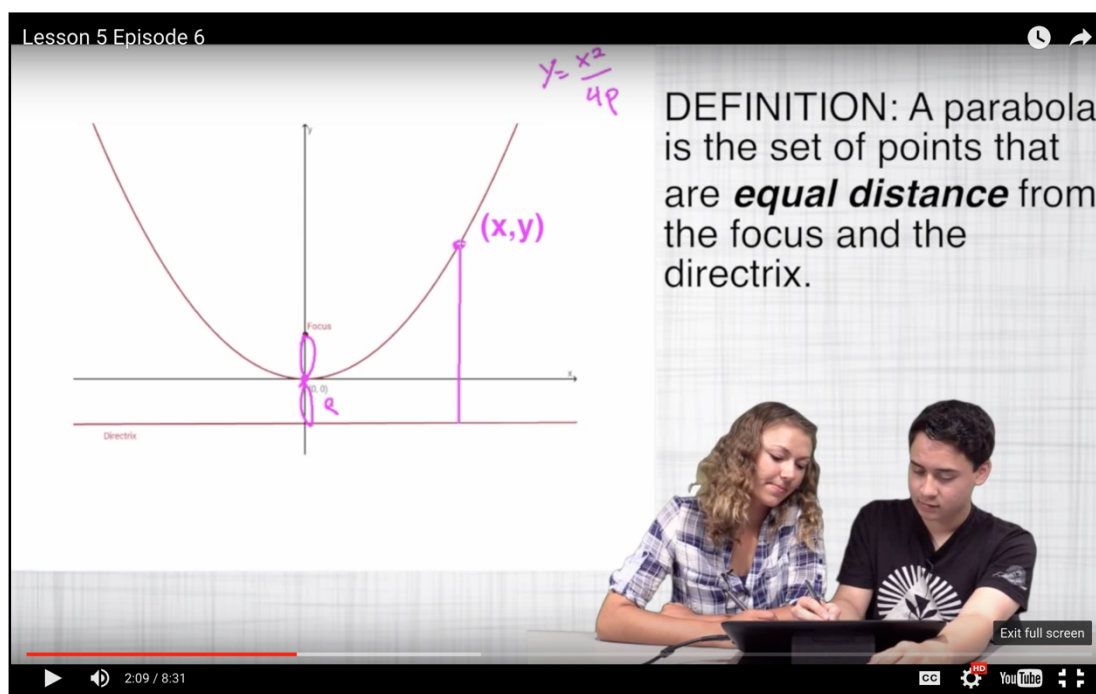 Lesson 5 Episode 6
y= x²
4p
DEFINITION: A parabola
is the set of points that
are equal distance from
the focus and the
directrix.
y
(x,y)
Focus
x
(0, 0)
p
Directrix
Exit full screen
2:09 / 8:31
CC
HD
YouTube